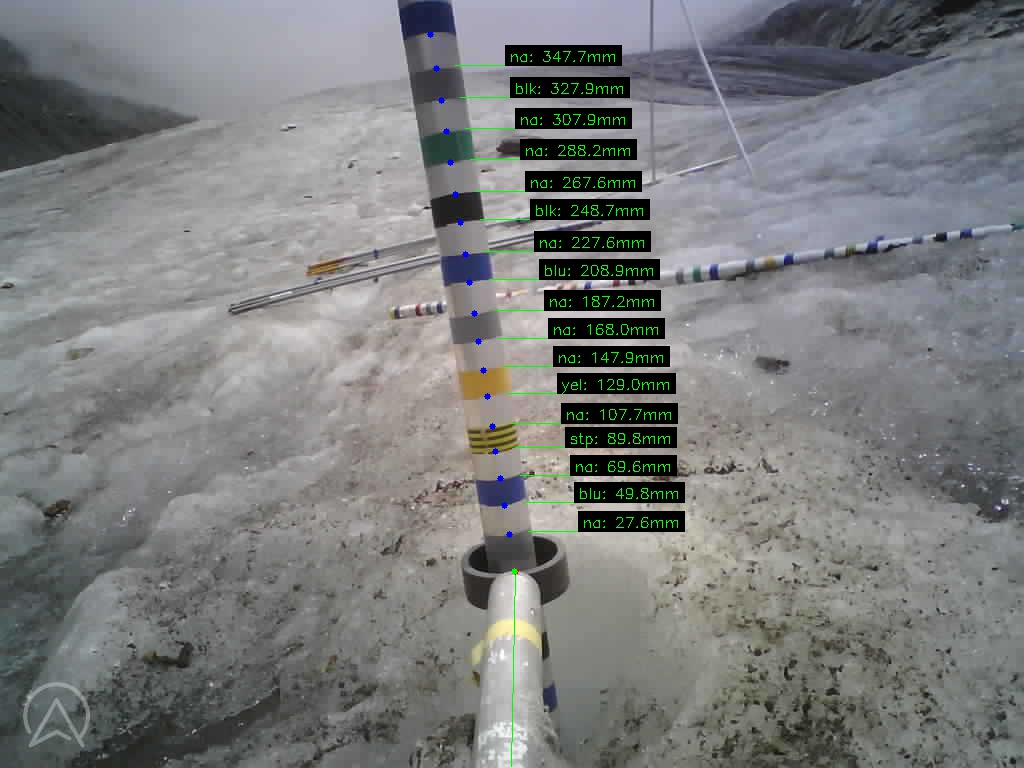 na: 347.7mm
blk: 327.9mm
na: 307.9mm
na: 288.2mm
na: 267.6mm
blk: 248.7mm
na: 227.6mm
blu: 208.9mm
na: 187.2mm
na: 168.0mm
na: 147.9mm
yel: 129.0mm
na: 107.7mm
stp: 89.8mm
na: 69.6mm
blu: 49.8mm
na: 27.6mm